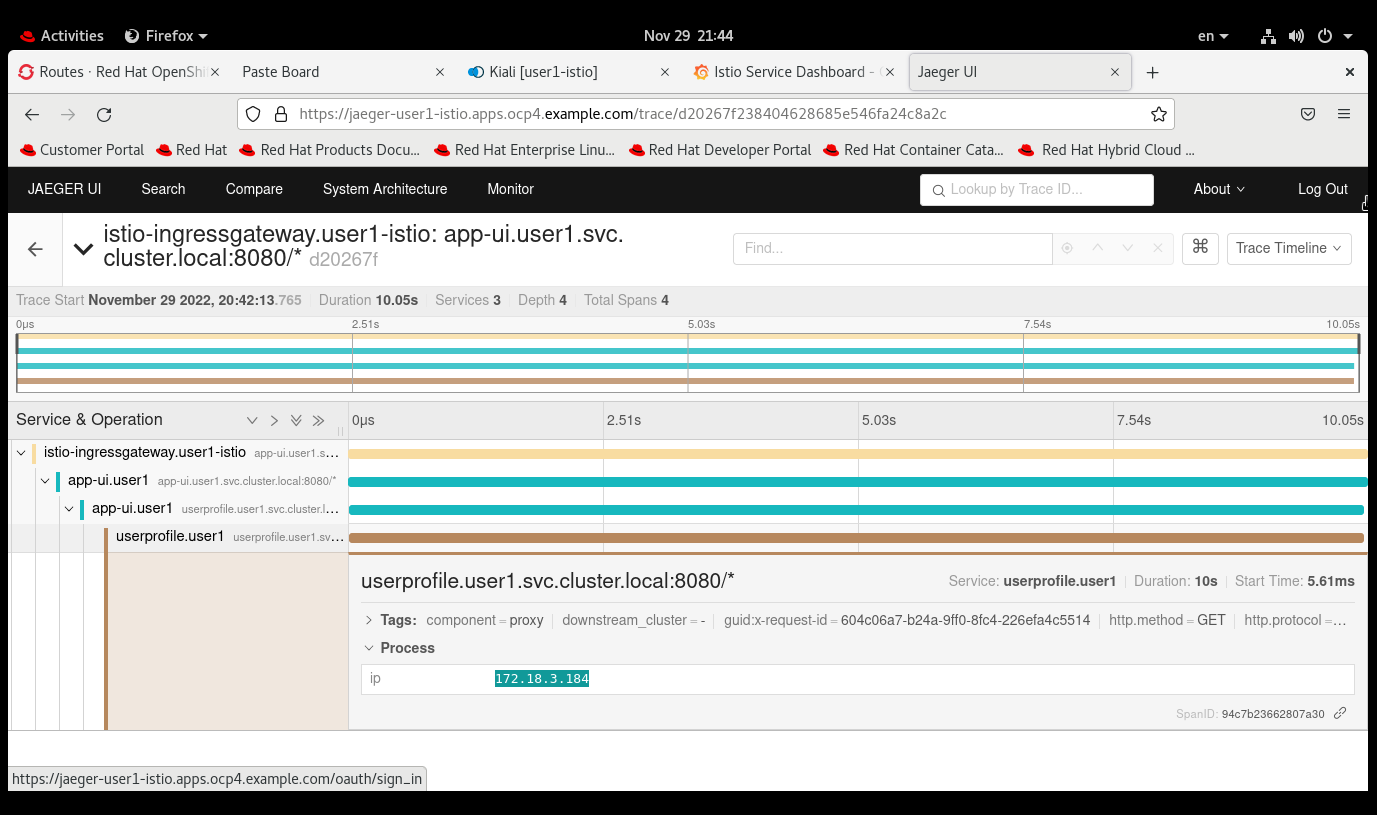 Activities Firefox Nov 29 21:44 en
Routes · Red Hat OpenShi Paste Board Kiali [user1-istio] Istio Service Dashboard - Jaeger UI
https://jaeger-user1-istio.apps.ocp4.example.com/trace/d20267f238404628685e546fa24c8a2c
Customer Portal Red Hat Red Hat Products Docu... Red Hat Enterprise Linu... Red Hat Developer Portal Red Hat Container Cata... Red Hat Hybrid Cloud ...
JAEGER UI Search Compare System Architecture Monitor Lookup by Trace ID... About Log Out
istio-ingressgateway.user1-istio: app-ui.user1.svc.
cluster.local:8080/* d20267f
Find... Trace Timeline
Trace Start November 29 2022, 20:42:13.765 Duration 10.05s Services 3 Depth 4 Total Spans 4
0μs 2.51s 5.03s 7.54s 10.05s
Service & Operation 0μs 2.51s 5.03s 7.54s 10.05s
istio-ingressgateway.user1-istio app-ui.user1.s...
app-ui.user1 app-ui.user1.svc.cluster.local:8080/*
app-ui.user1 userprofile.user1.svc.cluster.l...
userprofile.user1 userprofile.user1.sv...
userprofile.user1.svc.cluster.local:8080/* Service: userprofile.user1 Duration: 10s Start Time: 5.61ms
Tags: component = proxy downstream_cluster = - guid:x-request-id = 604c06a7-b24a-9ff0-8fc4-226efa4c5514 http.method = GET http.protocol =...
Process
ip 172.18.3.184
SpanID: 94c7b23662807a30
https://jaeger-user1-istio.apps.ocp4.example.com/oauth/sign_in